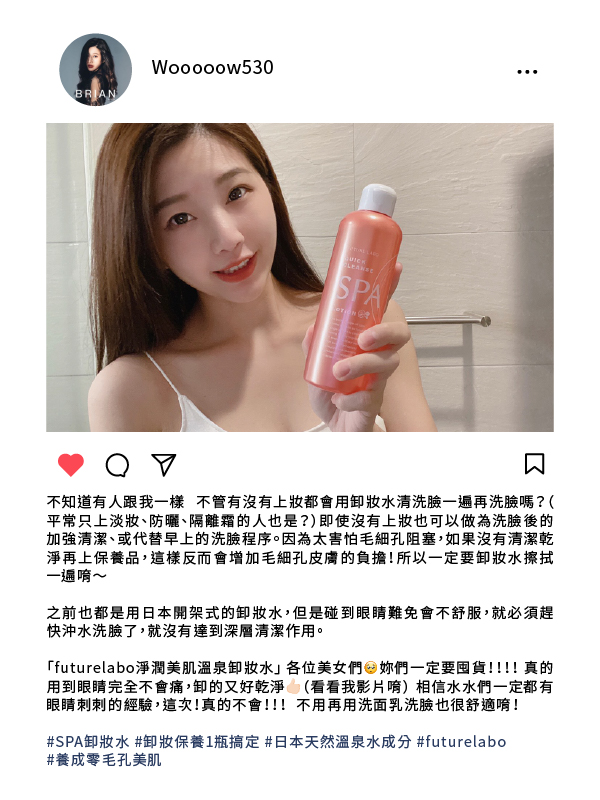 BRIAN
Wooooow530
QUICK
CLEANSE
SPA
不知道有人跟我一樣 不管有沒有上妝都會用卸妝水清洗臉一遍再洗臉嗎？（
平常只上淡妝、防曬、隔離霜的人也是？）即使沒有上妝也可以做為洗臉後的
加強清潔、或代替早上的洗臉程序。因為太害怕毛細孔阻塞，如果沒有清潔乾
淨再上保養品，這樣反而會增加毛細孔皮膚的負擔！所以一定要卸妝水擦拭
一遍唷～
之前也都是用日本開架式的卸妝水，但是碰到眼睛難免會不舒服，就必須趕
快沖水洗臉了，就沒有達到深層清潔作用。
「futurelabo淨潤美肌溫泉卸妝水」各位美女們🥹妳們一定要囤貨！！！！ 真的
用到眼睛完全不會痛，卸的又好乾淨👍🏻（看看我影片唷） 相信水水們一定都有
眼睛刺刺的經驗，這次！真的不會！！！ 不用再用洗面乳洗臉也很舒適唷！
#SPA卸妝水 #卸妝保養1瓶搞定 #日本天然溫泉水成分 #futurelabo
#養成零毛孔美肌